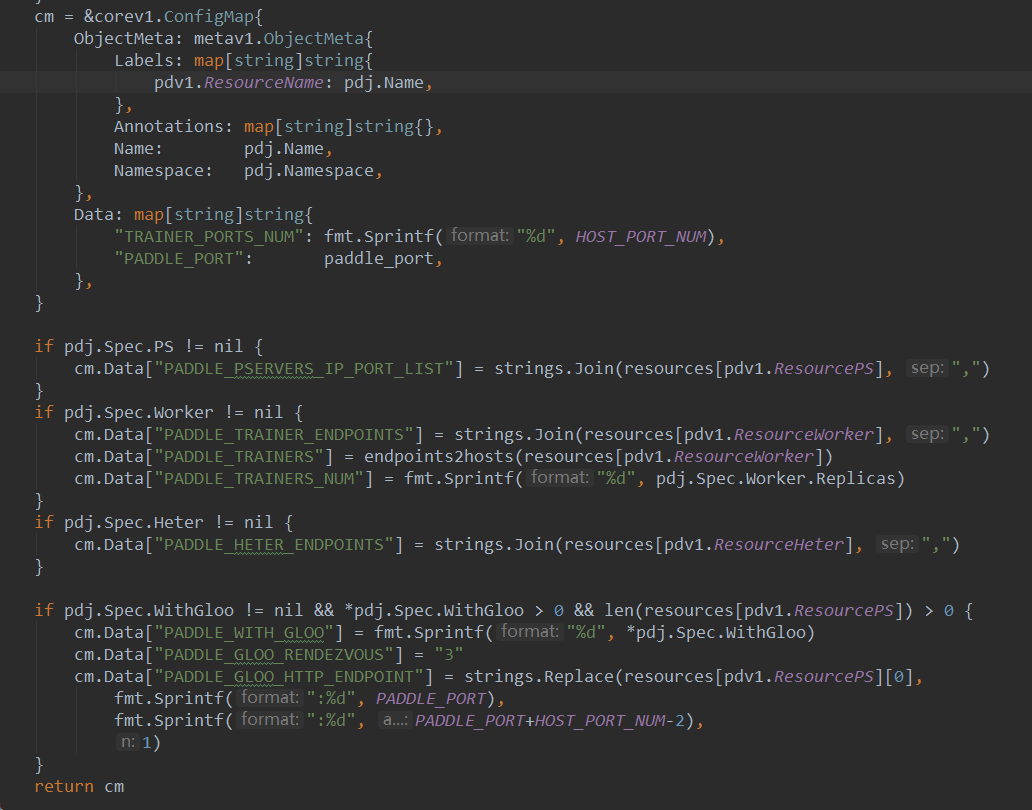 }
cm = &corev1.ConfigMap{
    ObjectMeta: metav1.ObjectMeta{
        Labels: map[string]string{
            pdv1.ResourceName: pdj.Name,
        },
        Annotations: map[string]string{},
        Name:        pdj.Name,
        Namespace:   pdj.Namespace,
    },
    Data: map[string]string{
        "TRAINER_PORTS_NUM": fmt.Sprintf( format: "%d", HOST_PORT_NUM),
        "PADDLE_PORT":       paddle_port,
    },
}

if pdj.Spec.PS != nil {
    cm.Data["PADDLE_PSERVERS_IP_PORT_LIST"] = strings.Join(resources[pdv1.ResourcePS], sep: ",")
}
if pdj.Spec.Worker != nil {
    cm.Data["PADDLE_TRAINER_ENDPOINTS"] = strings.Join(resources[pdv1.ResourceWorker], sep: ",")
    cm.Data["PADDLE_TRAINERS"] = endpoints2hosts(resources[pdv1.ResourceWorker])
    cm.Data["PADDLE_TRAINERS_NUM"] = fmt.Sprintf( format: "%d", pdj.Spec.Worker.Replicas)
}
if pdj.Spec.Heter != nil {
    cm.Data["PADDLE_HETER_ENDPOINTS"] = strings.Join(resources[pdv1.ResourceHeter], sep: ",")
}

if pdj.Spec.WithGloo != nil && *pdj.Spec.WithGloo > 0 && len(resources[pdv1.ResourcePS]) > 0 {
    cm.Data["PADDLE_WITH_GLOO"] = fmt.Sprintf( format: "%d", *pdj.Spec.WithGloo)
    cm.Data["PADDLE_GLOO_RENDEZVOUS"] = "3"
    cm.Data["PADDLE_GLOO_HTTP_ENDPOINT"] = strings.Replace(resources[pdv1.ResourcePS][0],
        fmt.Sprintf( format: ":%d", PADDLE_PORT),
        fmt.Sprintf( format: ":%d", a...: PADDLE_PORT+HOST_PORT_NUM-2),
        n: 1)
}
return cm